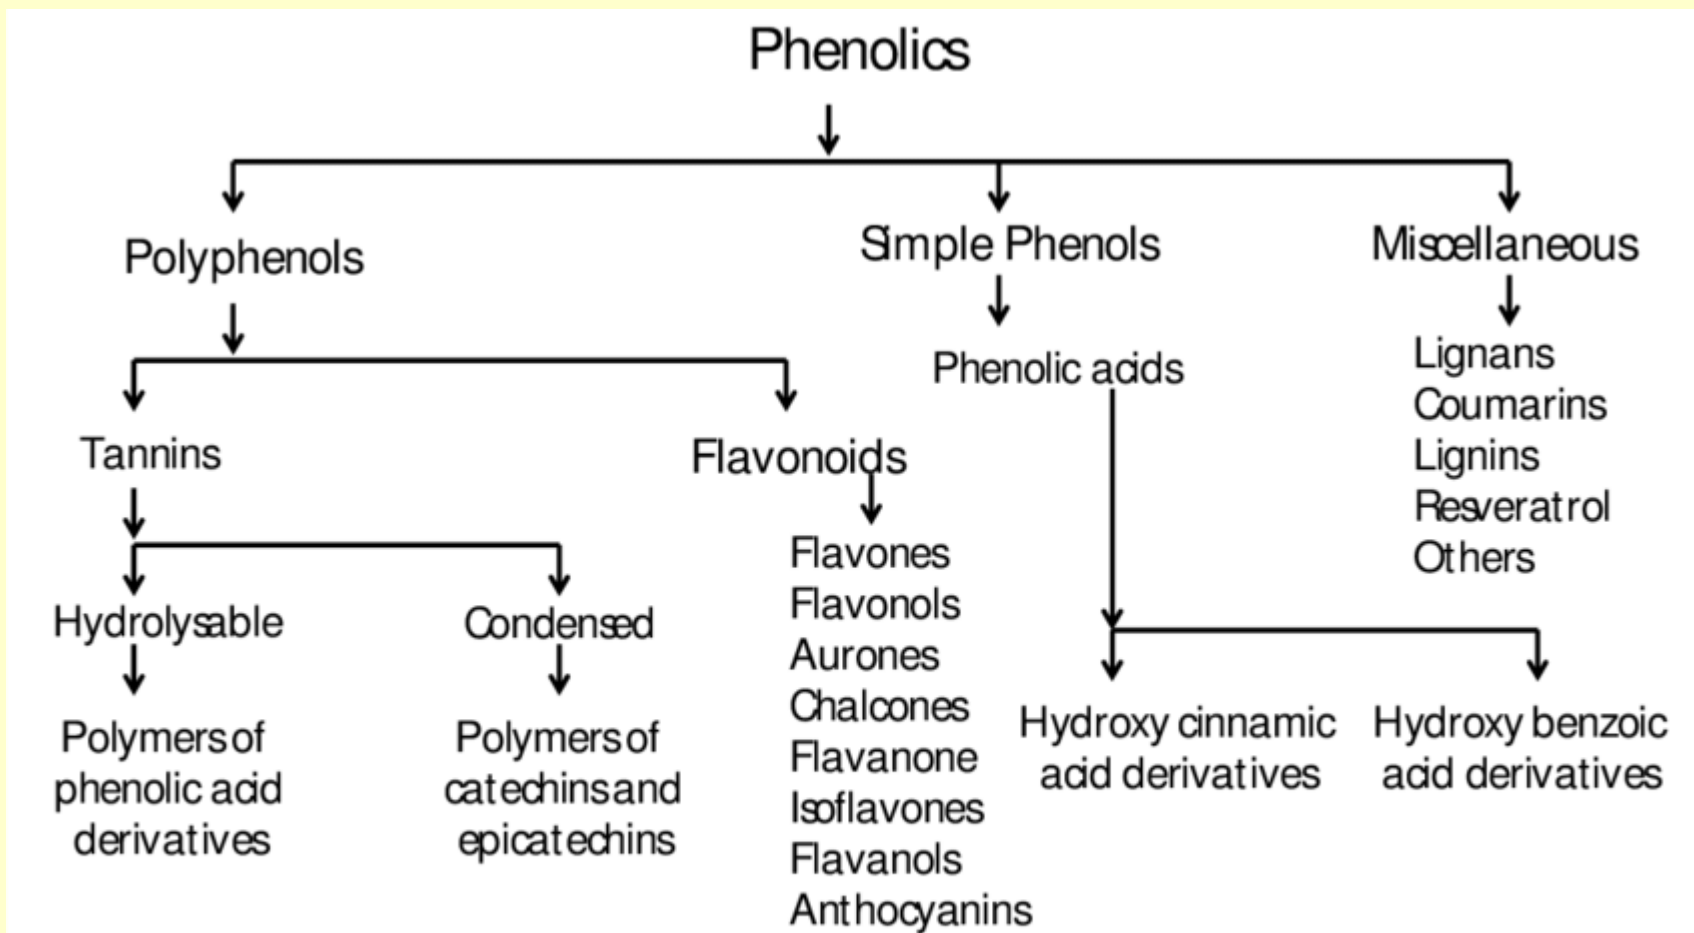 Phenolics
Polyphenols
Simple Phenols
Miscellaneous
Phenolic acids
Lignans
Coumarins
Lignins
Resveratrol
Others
Tannins
Flavonoids
Flavones
Flavonols
Aurones
Chalcones
Flavanone
Isoflavones
Flavanols
Anthocyanins
Hydrolysable
Condensed
Polymers of
phenolic acid
derivatives
Polymers of
catechins and
epicatechins
Hydroxy cinnamic
acid derivatives
Hydroxy benzoic
acid derivatives